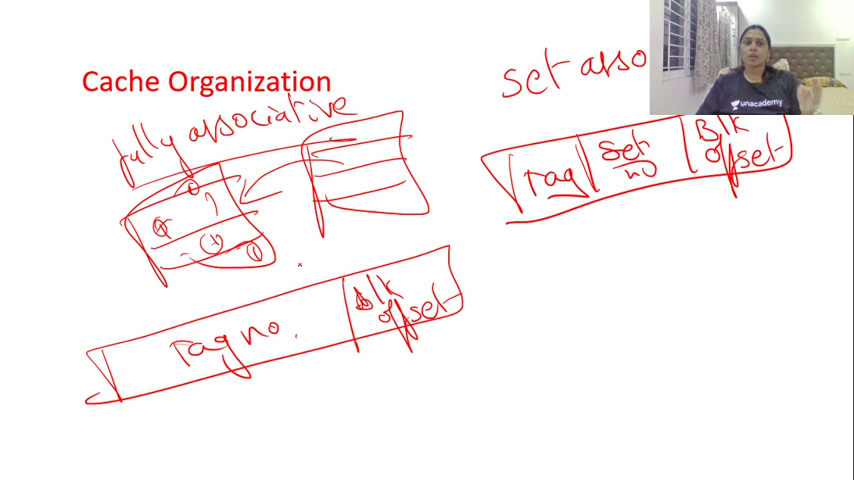 Cache Organization
fully associative
set asso
unacademy
Tag
Set
no
Blk
offset
Tag no.
Blk
offset